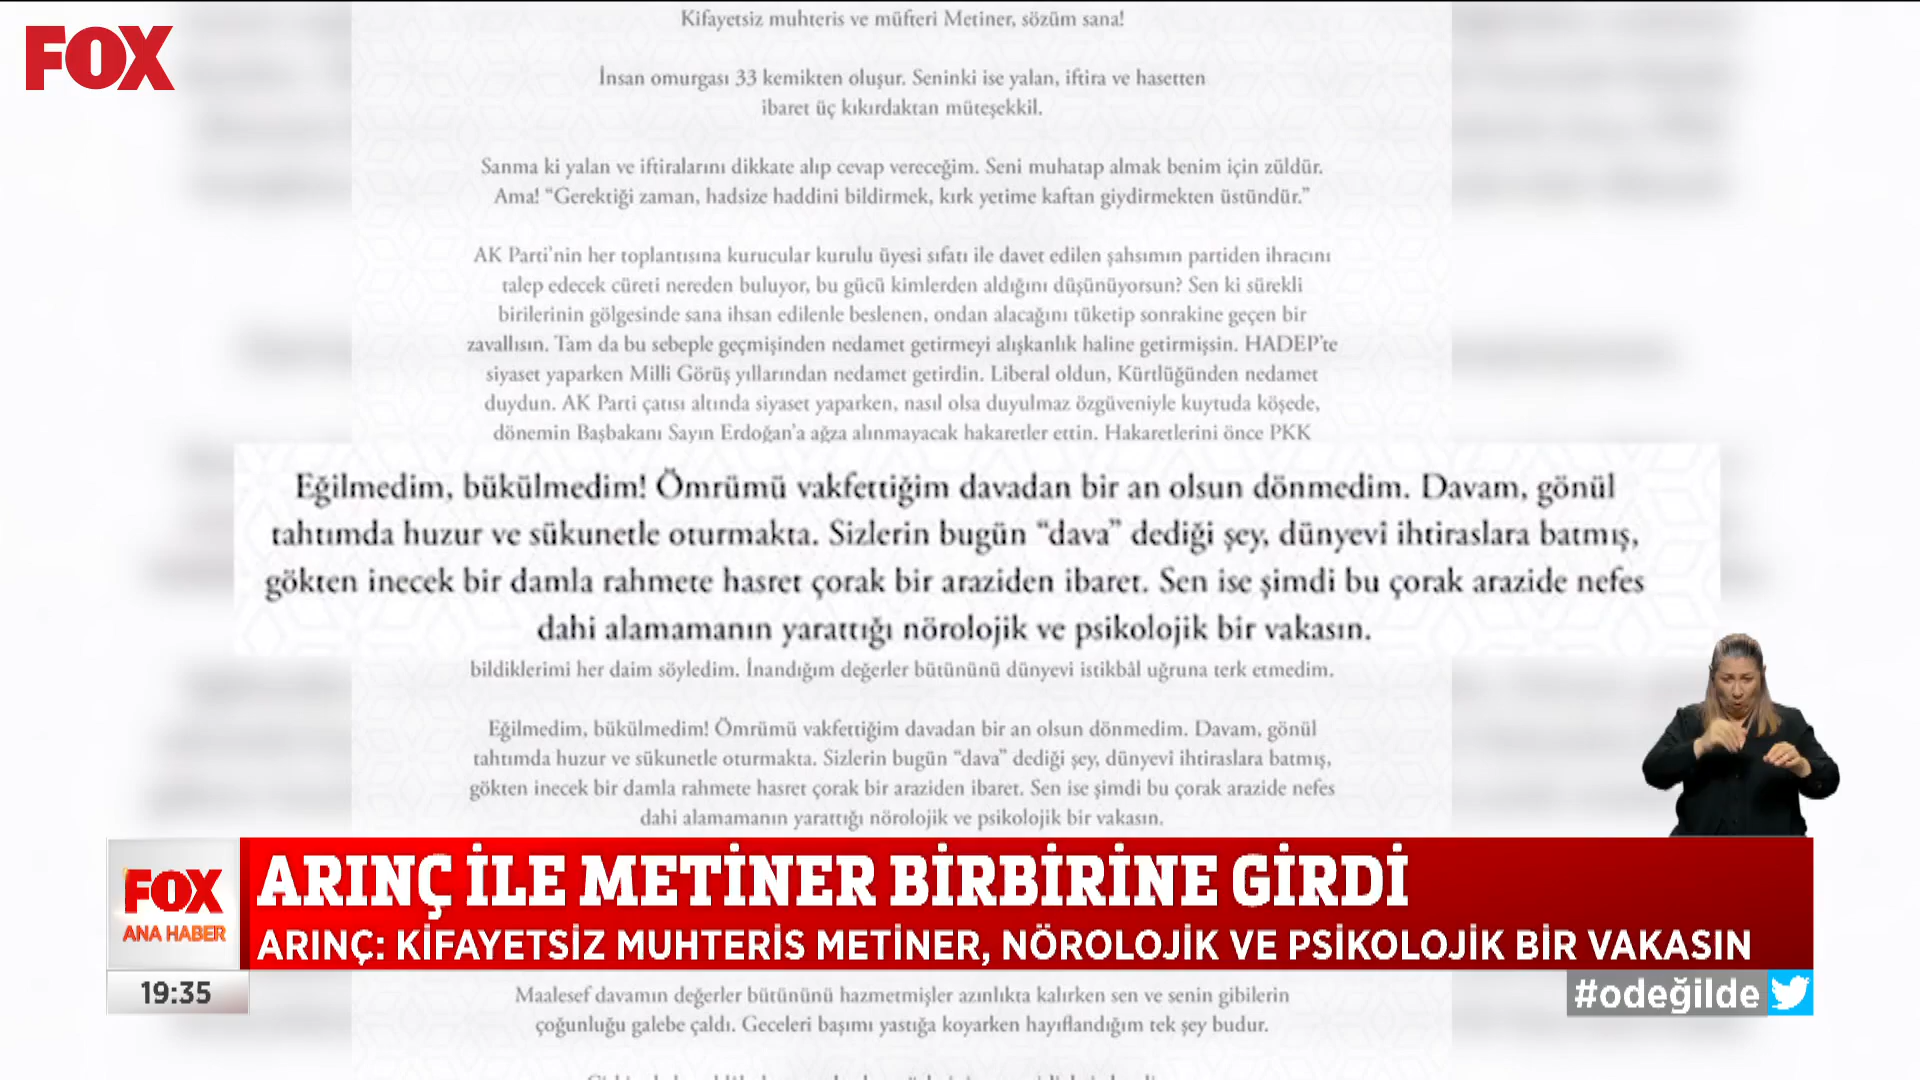 FOX
Kifayetsiz muhteris ve müfteri Metiner, sözüm sana!
İnsan omurgası 33 kemikten oluşur. Seninki ise yalan, iftira ve hasetten
ibaret üç kıkırdaktan müteşekkil.
Sanma ki yalan ve iftiralarını dikkate alıp cevap vereceğim. Seni muhatap almak benim için züldür.
Ama! “Gerektiği zaman, hadsize haddini bildirmek, kırk yetime kaftan giydirmekten üstündür.”
AK Parti’nin her toplantısına kurucular kurulu üyesi sıfatı ile davet edilen şahsımın partiden ihracını
talep edecek cüreti nereden buluyor, bu gücü kimlerden aldığını düşünüyorsun? Sen ki sürekli
birilerinin gölgesinde sana ihsan edilenle beslenen, ondan alacağını tüketip sonrakine geçen bir
zavallısın. Tam da bu sebeple geçmişinden nedamet getirmeyi alışkanlık haline getirmişsin. HADEP’te
siyaset yaparken Milli Görüş yıllarından nedamet getirdin. Liberal oldun, Kürtlüğünden nedamet
duydun. AK Parti çatısı altında siyaset yaparken, nasıl olsa duyulmaz özgüveniyle kuytuda köşede,
dönemin Başbakanı Sayın Erdoğan’a ağza alınmayacak hakaretler ettin. Hakaretlerini önce PKK
Eğilmedim, bükülmedim! Ömrümü vakfettiğim davadan bir an olsun dönmedim. Davam, gönül
tahtımda huzur ve sükunetle oturmakta. Sizlerin bugün “dava” dediği şey, dünyevi ihtiraslara batmış,
gökten inecek bir damla rahmete hasret çorak bir araziden ibaret. Sen ise şimdi bu çorak arazide nefes
dahi alamamanın yarattığı nörolojik ve psikolojik bir vakasın.
bildiklerimi her daim söyledim. İnandığım değerler bütününü dünyevi istikbâl uğruna terk etmedim.
Eğilmedim, bükülmedim! Ömrümü vakfettiğim davadan bir an olsun dönmedim. Davam, gönül
tahtımda huzur ve sükunetle oturmakta. Sizlerin bugün “dava” dediği şey, dünyevi ihtiraslara batmış,
gökten inecek bir damla rahmete hasret çorak bir araziden ibaret. Sen ise şimdi bu çorak arazide nefes
dahi alamamanın yarattığı nörolojik ve psikolojik bir vakasın.
ARINÇ İLE METİNER BİRBİRİNE GİRDİ
FOX
ANA HABER
ARINÇ: KİFAYETSİZ MUHTERİS METİNER, NÖROLOJİK VE PSİKOLOJİK BİR VAKASIN
19:35
#odeğilde
Maalesef davamın değerler bütününü hazmetmişler azınlıkta kalırken sen ve senin gibilerin
çoğunluğu galebe çaldı. Geceleri başımı yastığa koyarken hayıflandığım tek şey budur.